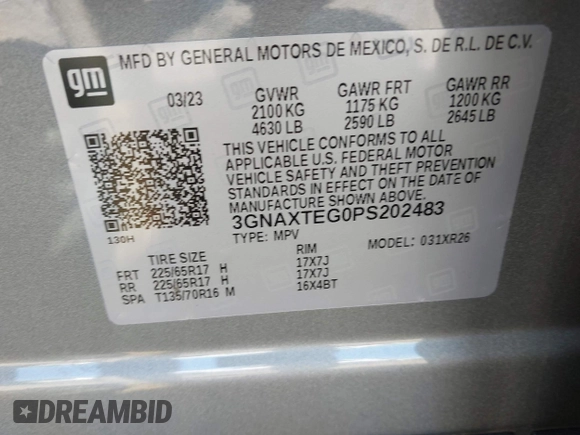 gm
MFD BY GENERAL MOTORS DE MEXICO, S. DE R.L. DE C.V.
03/23 GVWR GAWR FRT GAWR RR
2100 KG 1175 KG 1200 KG
4630 LB 2590 LB 2645 LB
THIS VEHICLE CONFORMS TO ALL
APPLICABLE U.S. FEDERAL MOTOR
VEHICLE SAFETY AND THEFT PREVENTION
STANDARDS IN EFFECT ON THE DATE OF
MANUFACTURE SHOWN ABOVE.
3GNAXTEG0PS202483
130H TYPE: MPV MODEL: 031XR26
TIRE SIZE RIM
FRT 225/65R17 H 17X7J
RR 225/65R17 H 17X7J
SPA T135/70R16 M 16X4BT
DREAMBID